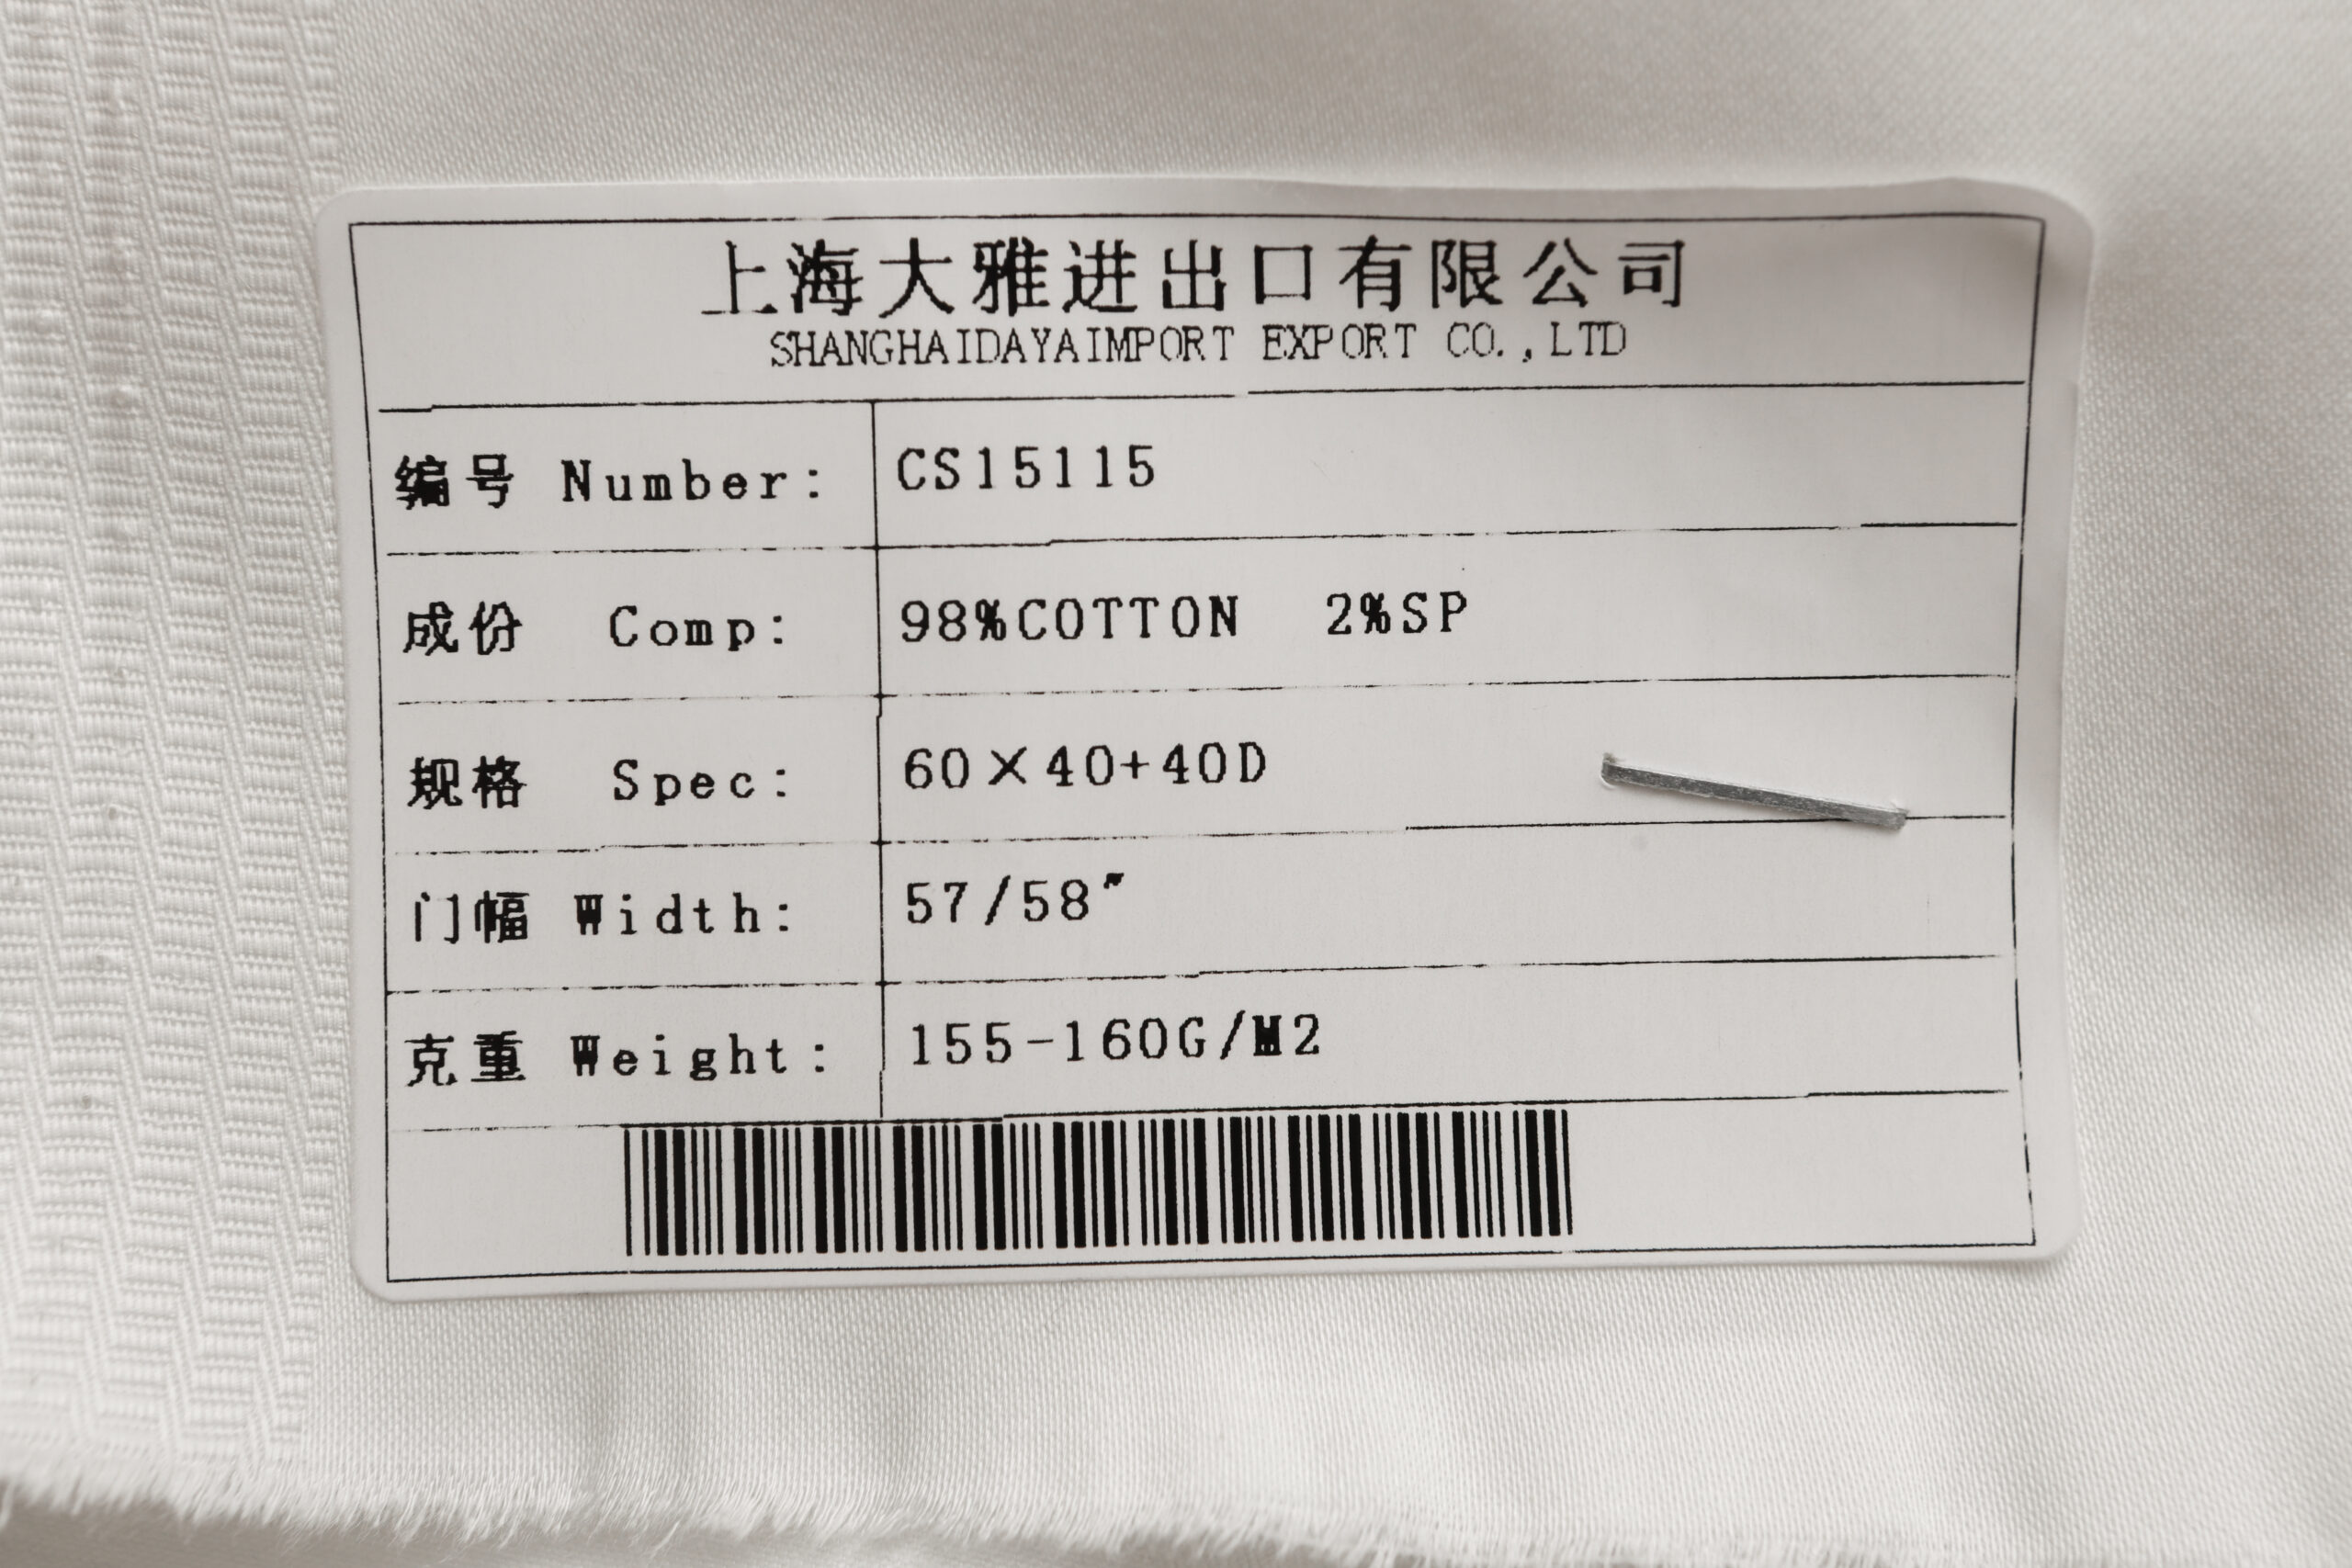 上海大雅进出口有限公司
SHANGHAIDAYAIMPORT EXPORT CO.,LTD
编号 Number: CS15115
成份 Comp: 98%COTTON 2%SP
规格 Spec: 60×40+40D
门幅 Width: 57/58"
克重 Weight: 155-160G/M2